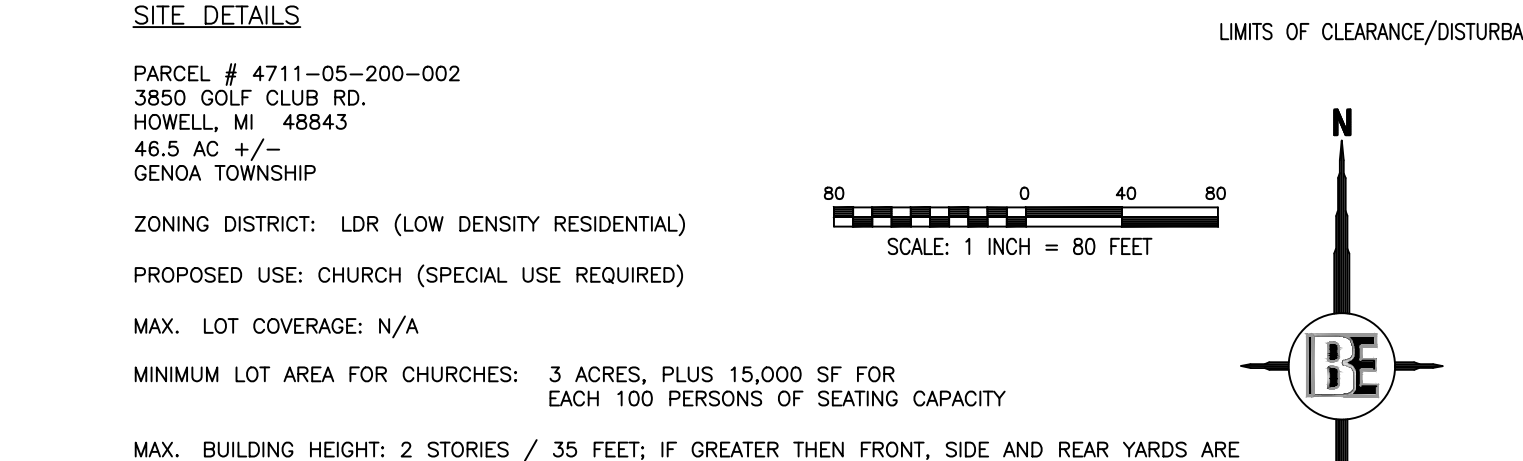 SITE DETAILS
LIMITS OF CLEARANCE/DISTURBA
PARCEL # 4711-05-200-002
3850 GOLF CLUB RD.
HOWELL, MI 48843
46.5 AC +/-
GENOA TOWNSHIP
N
80 0 40 80
SCALE: 1 INCH = 80 FEET
ZONING DISTRICT: LDR (LOW DENSITY RESIDENTIAL)
PROPOSED USE: CHURCH (SPECIAL USE REQUIRED)
MAX. LOT COVERAGE: N/A
BE
MINIMUM LOT AREA FOR CHURCHES: 3 ACRES, PLUS 15,000 SF FOR
EACH 100 PERSONS OF SEATING CAPACITY
MAX. BUILDING HEIGHT: 2 STORIES / 35 FEET; IF GREATER THEN FRONT, SIDE AND REAR YARDS ARE